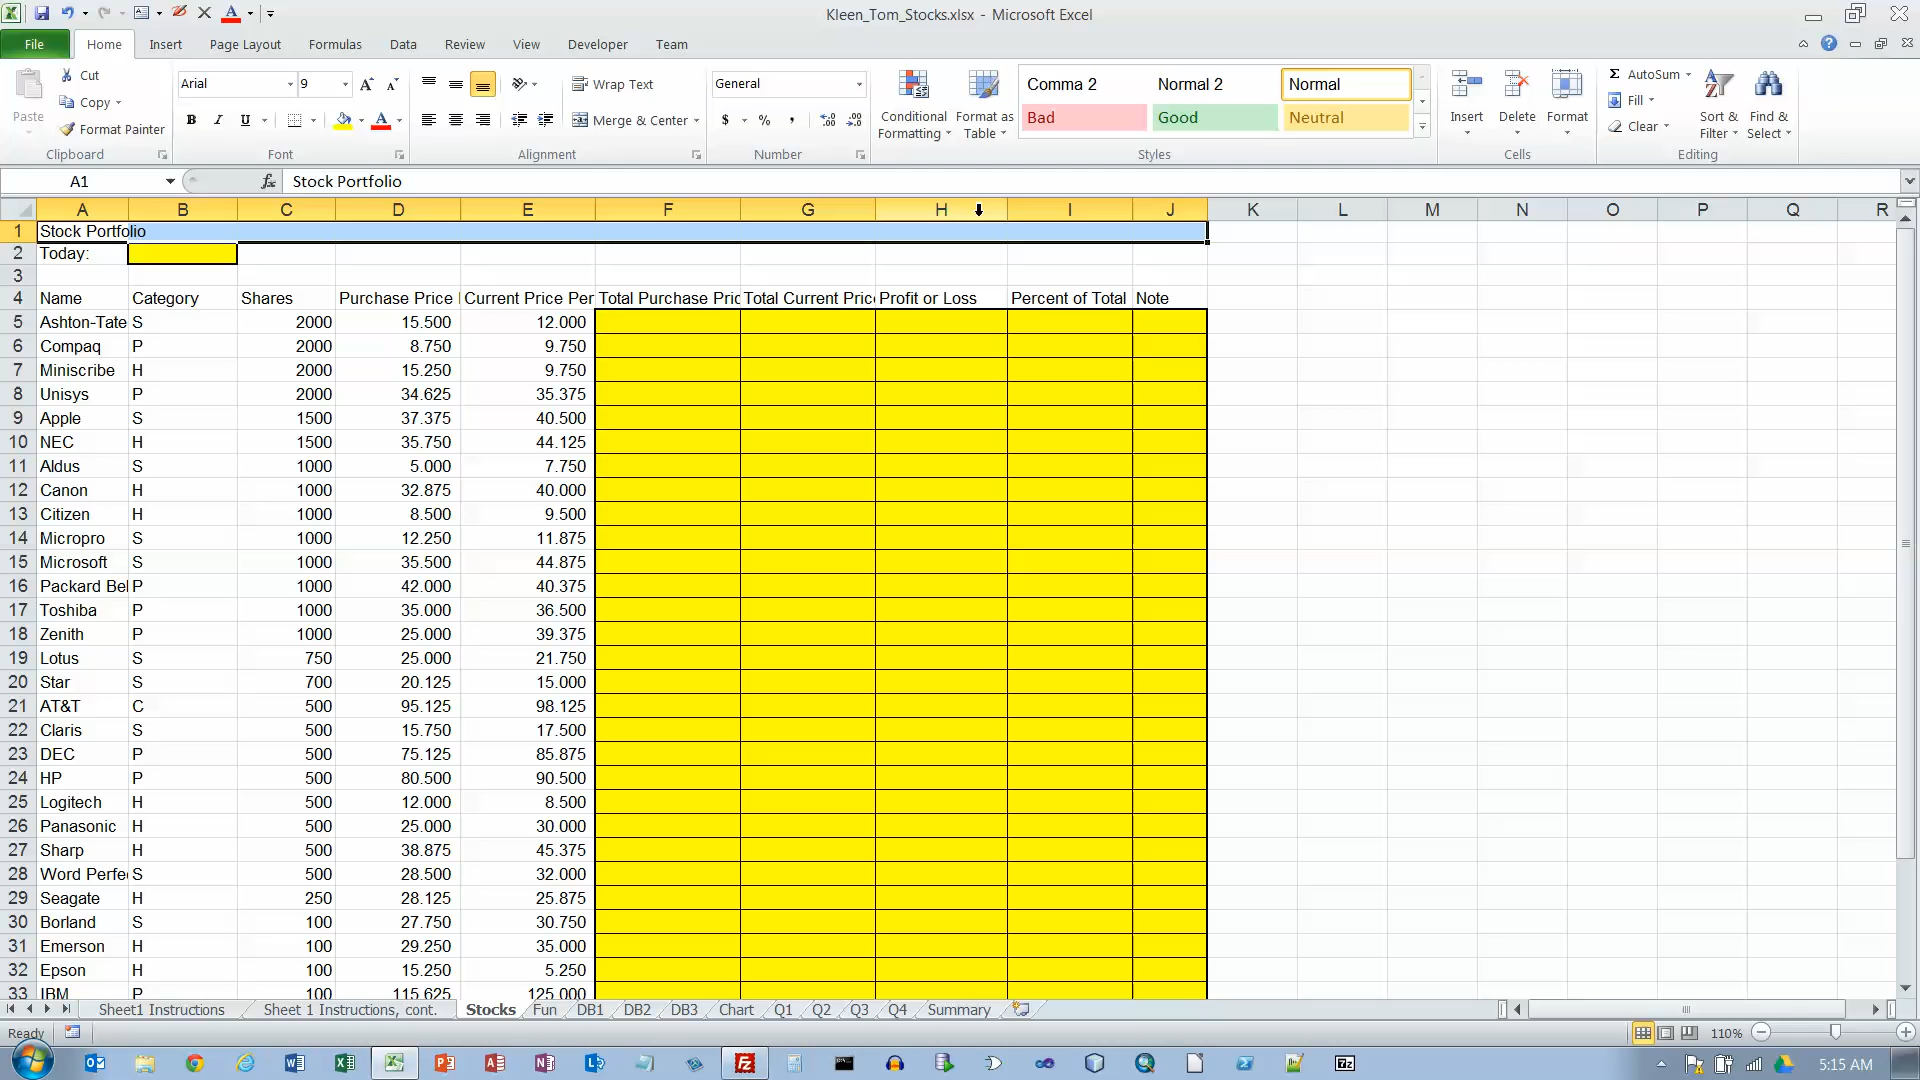 Kleen_Tom_Stocks.xlsx - Microsoft Excel
File Home Insert Page Layout Formulas Data Review View Developer Team
Paste Cut Copy Format Painter
Arial 9 B I U
Wrap Text Merge & Center
General $ % ,
Conditional Formatting Format as Table
Comma 2 Normal 2 Normal
Bad Good Neutral
Insert Delete Format
Σ AutoSum Fill Clear
Sort & Filter Find & Select
Clipboard Font Alignment Number Styles Cells Editing
A1 fx Stock Portfolio
A B C D E F G H I J K L M N O P Q R
1 Stock Portfolio
2 Today:
3
4 Name Category Shares Purchase Price Current Price Per Total Purchase Pric Total Current Price Profit or Loss Percent of Total Note
5 Ashton-Tate S 2000 15.500 12.000
6 Compaq P 2000 8.750 9.750
7 Miniscribe H 2000 15.250 9.750
8 Unisys P 2000 34.625 35.375
9 Apple S 1500 37.375 40.500
10 NEC H 1500 35.750 44.125
11 Aldus S 1000 5.000 7.750
12 Canon H 1000 32.875 40.000
13 Citizen H 1000 8.500 9.500
14 Micropro S 1000 12.250 11.875
15 Microsoft S 1000 35.500 44.875
16 Packard Bel P 1000 42.000 40.375
17 Toshiba P 1000 35.000 36.500
18 Zenith P 1000 25.000 39.375
19 Lotus S 750 25.000 21.750
20 Star S 700 20.125 15.000
21 AT&T C 500 95.125 98.125
22 Claris S 500 15.750 17.500
23 DEC P 500 75.125 85.875
24 HP P 500 80.500 90.500
25 Logitech H 500 12.000 8.500
26 Panasonic H 500 25.000 30.000
27 Sharp H 500 38.875 45.375
28 Word Perfe S 500 28.500 32.000
29 Seagate H 250 28.125 25.875
30 Borland S 100 27.750 30.750
31 Emerson H 100 29.250 35.000
32 Epson H 100 15.250 5.250
33 IBM P 100 115.625 125.000
Sheet1 Instructions Sheet 1 Instructions, cont. Stocks Fun DB1 DB2 DB3 Chart Q1 Q2 Q3 Q4 Summary
Ready 110%
5:15 AM